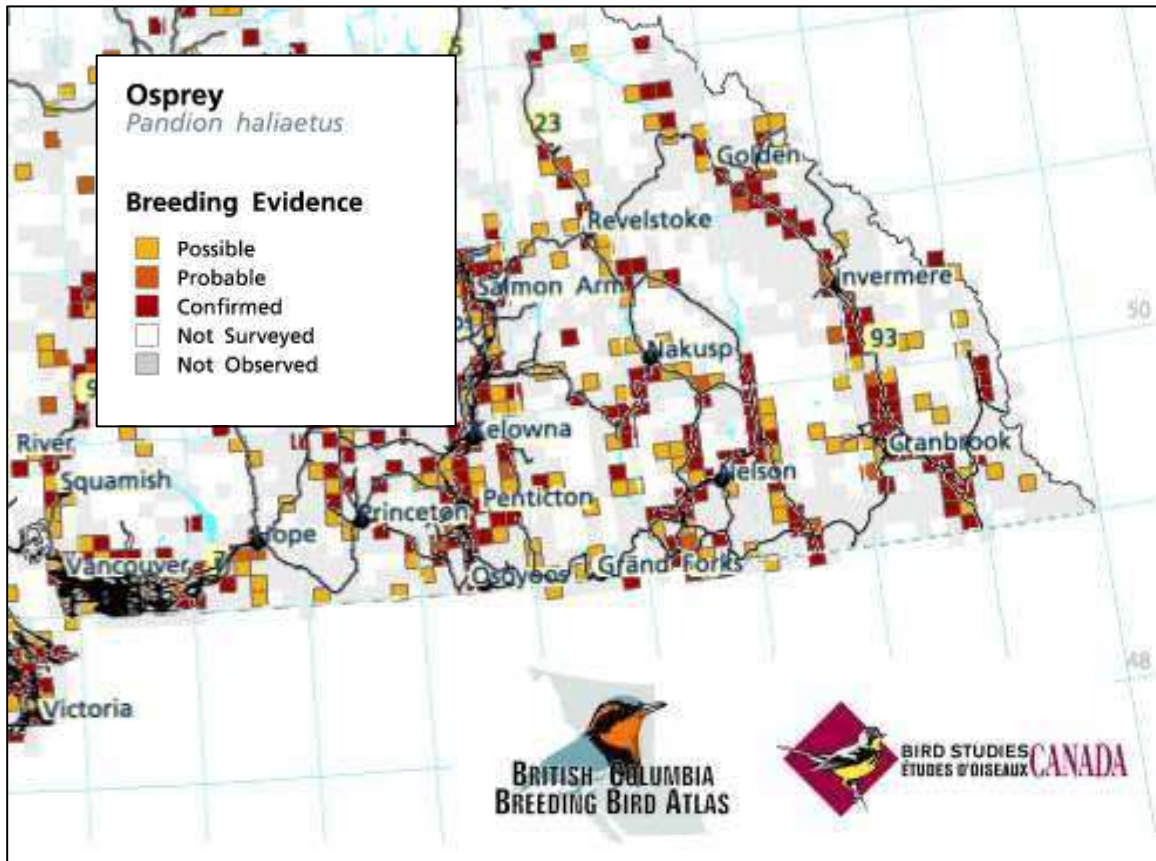 Osprey
Pandion haliaetus
Breeding Evidence
Possible
Probable
Confirmed
Not Surveyed
Not Observed
23
Golden
Revelstoke
Salmon Arm
Invermere
50
93
Nakusp
Kelowna
Cranbrook
River
Squamish
Nelson
Penticton
Princeton
Hope
Vancouver
7
Osoyoos
Grand Forks
48
Victoria
BRITISH COLUMBIA
BREEDING BIRD ATLAS
BIRD STUDIES
ÉTUDES D'OISEAUX
CANADA